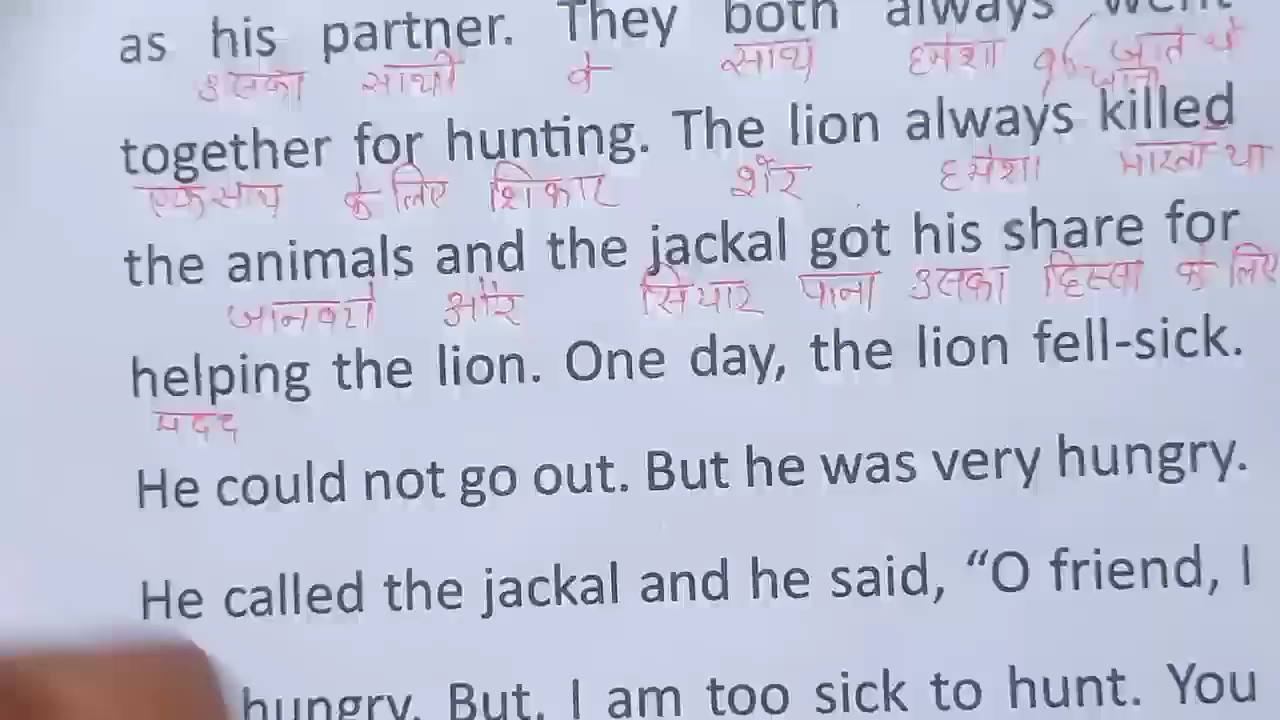 as his partner. They both always went
उसका साथी वे साथ हमेशा जाते थे
जाना
together for hunting. The lion always killed
एक साथ के लिए शिकार शेर हमेशा मारता था
the animals and the jackal got his share for
जानवरो और सियार पाना उसका हिस्सा के लिए
helping the lion. One day, the lion fell-sick.
मदद
He could not go out. But he was very hungry.
He called the jackal and he said, “O friend, I
hungry. But, I am too sick to hunt. You